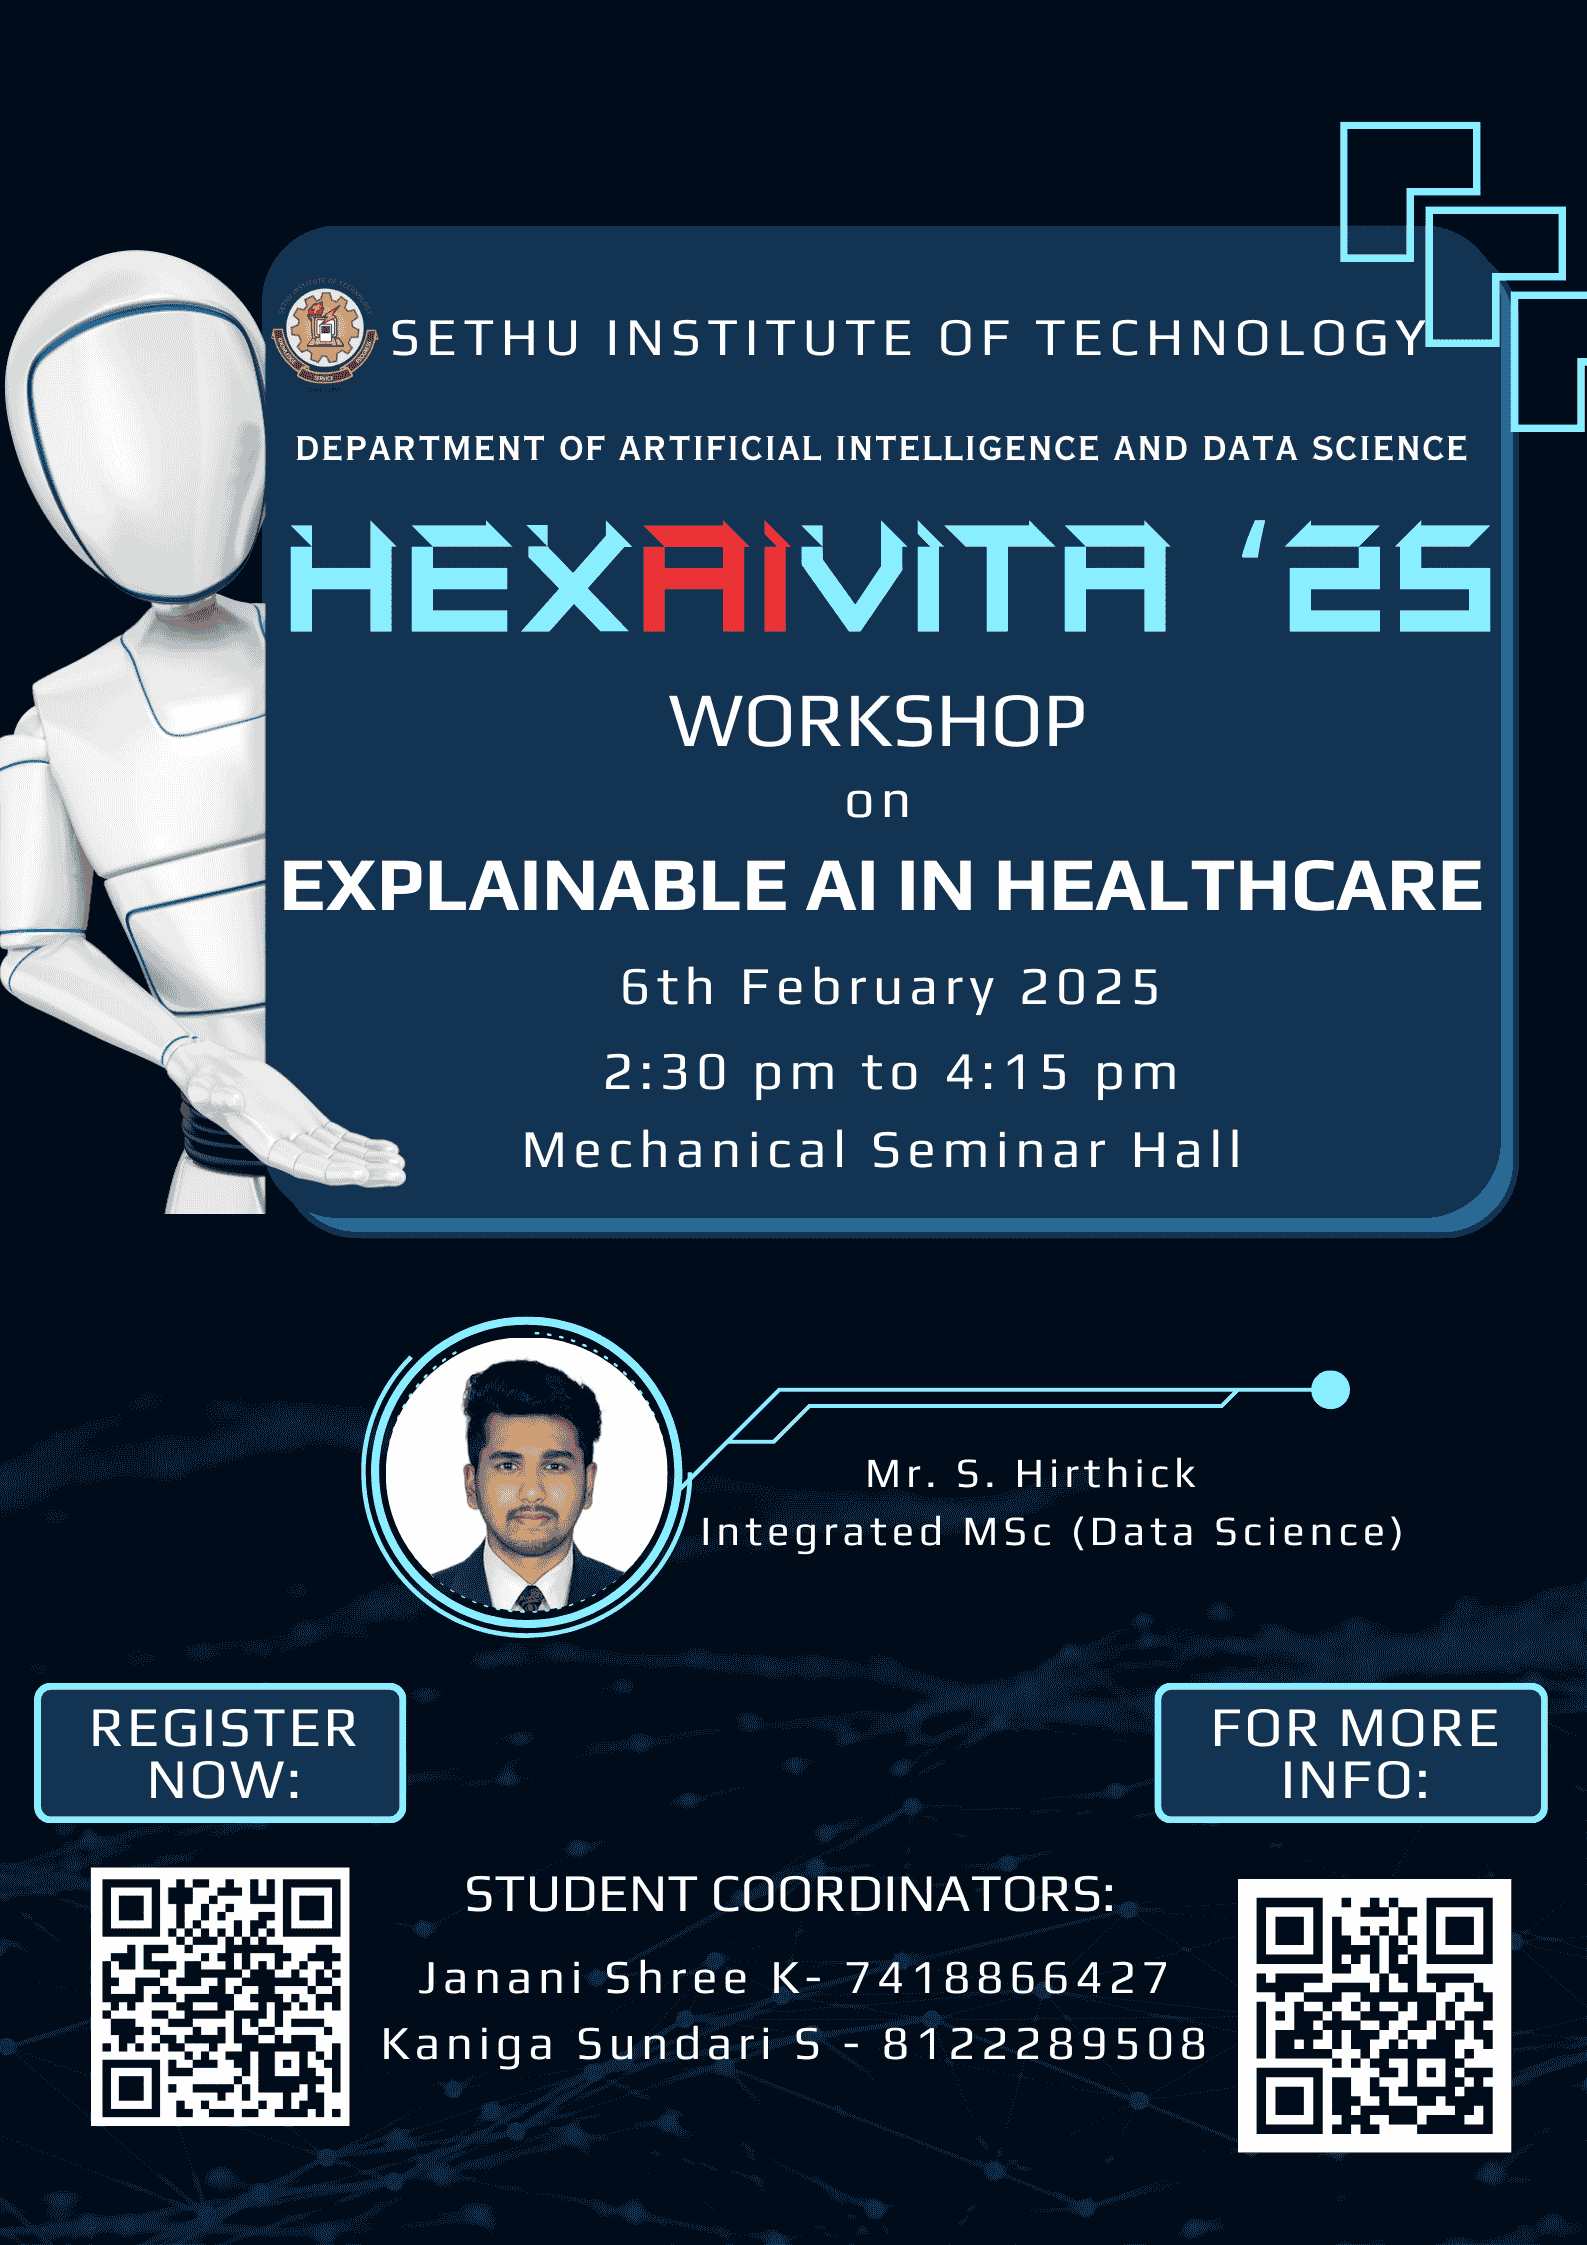 SETHU INSTITUTE OF TECHNOLOGY
DEPARTMENT OF ARTIFICIAL INTELLIGENCE AND DATA SCIENCE
HEXAIVITA ‘25
WORKSHOP
on
EXPLAINABLE AI IN HEALTHCARE
6th February 2025
2:30 pm to 4:15 pm
Mechanical Seminar Hall
Mr. S. Hirthick
Integrated MSc (Data Science)
REGISTER
NOW:
FOR MORE
INFO:
STUDENT COORDINATORS:
Janani Shree K- 7418866427
Kaniga Sundari S - 8122289508